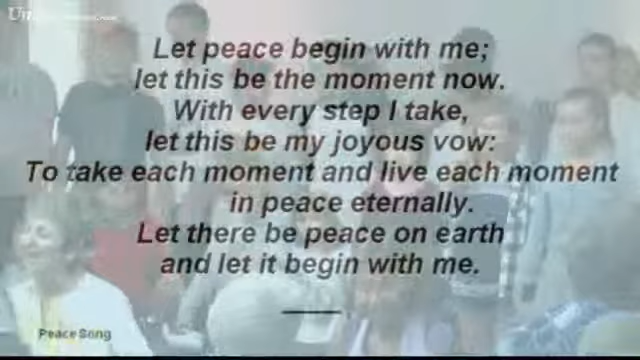 Let peace begin with me;
let this be the moment now.
With every step I take,
let this be my joyous vow:
To take each moment and live each moment
in peace eternally.
Let there be peace on earth
and let it begin with me.
Peace Song